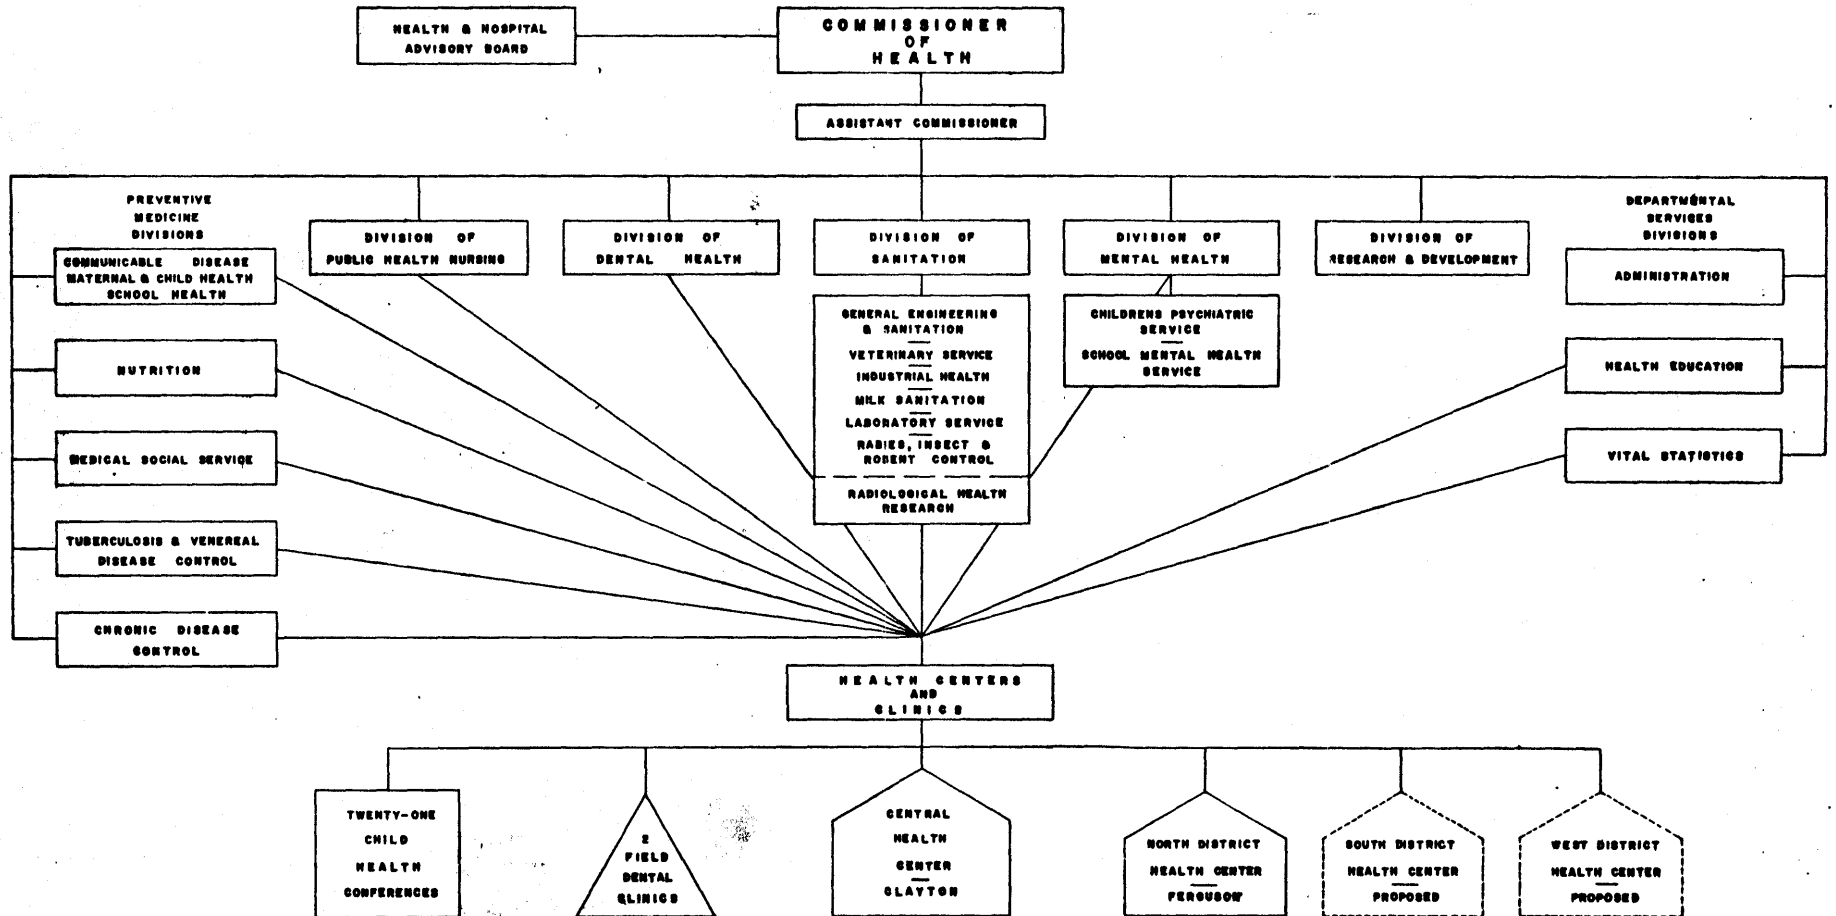 HEALTH & HOSPITAL
ADVISORY BOARD
COMMISSIONER
OF
HEALTH
ASSISTANT COMMISSIONER
PREVENTIVE
MEDICINE
DIVISIONS
COMMUNICABLE DISEASE
MATERNAL & CHILD HEALTH
SCHOOL HEALTH
NUTRITION
MEDICAL SOCIAL SERVICE
TUBERCULOSIS & VENEREAL
DISEASE CONTROL
CHRONIC DISEASE
CONTROL
DIVISION OF
PUBLIC HEALTH NURSING
DIVISION OF
DENTAL HEALTH
DIVISION OF
SANITATION
GENERAL ENGINEERING
& SANITATION
VETERINARY SERVICE
INDUSTRIAL HEALTH
MILK SANITATION
LABORATORY SERVICE
RABIES, INSECT &
RODENT CONTROL
RADIOLOGICAL HEALTH
RESEARCH
DIVISION OF
MENTAL HEALTH
CHILDRENS PSYCHIATRIC
SERVICE
SCHOOL MENTAL HEALTH
SERVICE
DIVISION OF
RESEARCH & DEVELOPMENT
DEPARTMENTAL
SERVICES
DIVISIONS
ADMINISTRATION
HEALTH EDUCATION
VITAL STATISTICS
HEALTH CENTERS
AND
CLINICS
TWENTY-ONE
CHILD
HEALTH
CONFERENCES
2
FIELD
DENTAL
CLINICS
CENTRAL
HEALTH
CENTER
CLAYTON
NORTH DISTRICT
HEALTH CENTER
FERGUSON
SOUTH DISTRICT
HEALTH CENTER
PROPOSED
WEST DISTRICT
HEALTH CENTER
PROPOSED